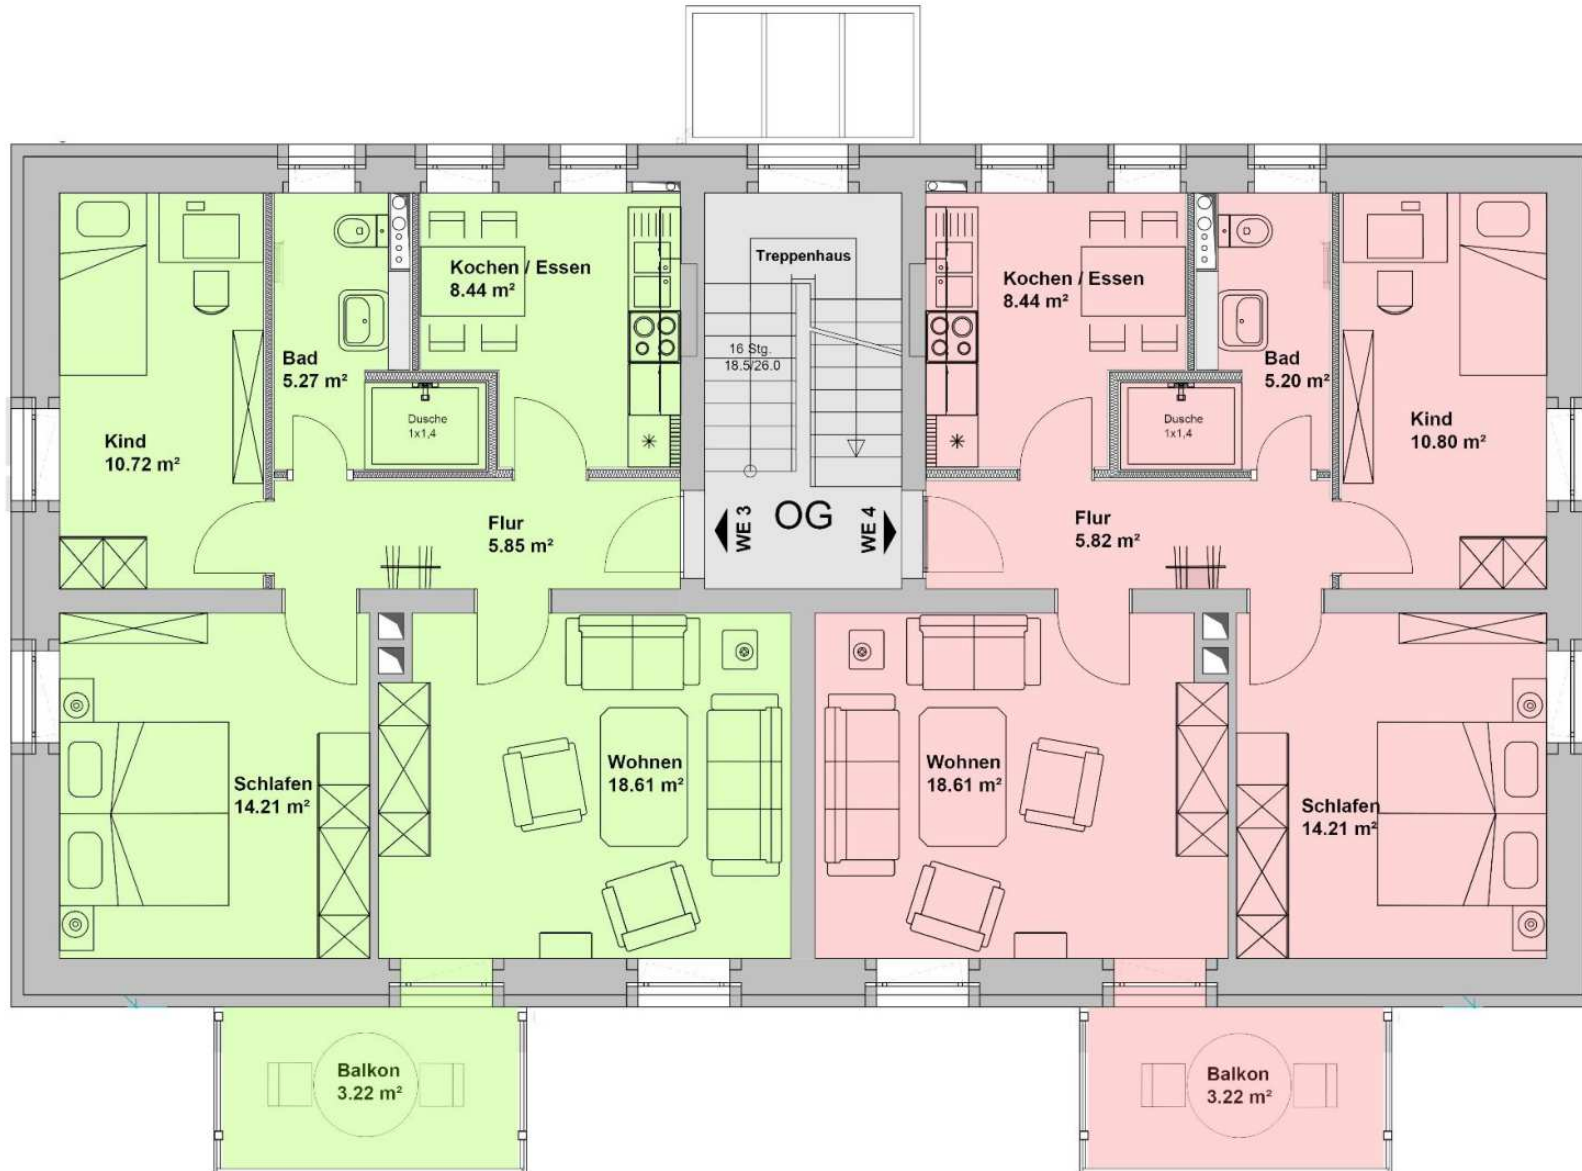 Treppenhaus
Kochen / Essen
8.44 m²
Kochen / Essen
8.44 m²
16 Stg.
18.5/26.0
Bad
5.27 m²
Bad
5.20 m²
Dusche
1x1,4
Dusche
1x1,4
Kind
10.72 m²
Kind
10.80 m²
Flur
5.85 m²
WE 3
OG
WE 4
Flur
5.82 m²
Wohnen
18.61 m²
Wohnen
18.61 m²
Schlafen
14.21 m²
Schlafen
14.21 m²
Balkon
3.22 m²
Balkon
3.22 m²